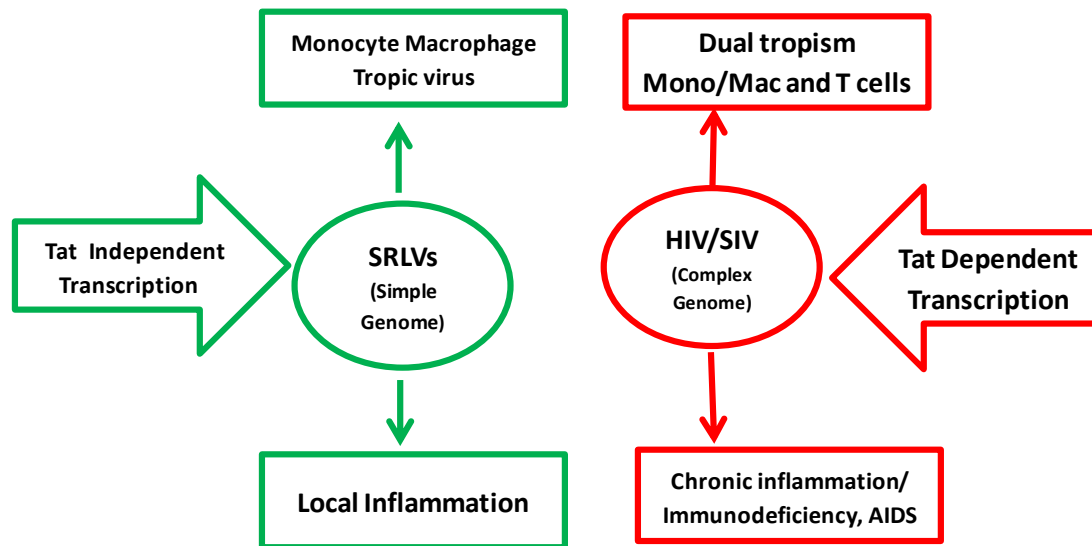 Monocyte Macrophage
Tropic virus
Dual tropism
Mono/Mac and T cells
Tat Independent
Transcription
SRLVs
(Simple
Genome)
HIV/SIV
(Complex
Genome)
Tat Dependent
Transcription
Local Inflammation
Chronic inflammation/
Immunodeficiency, AIDS